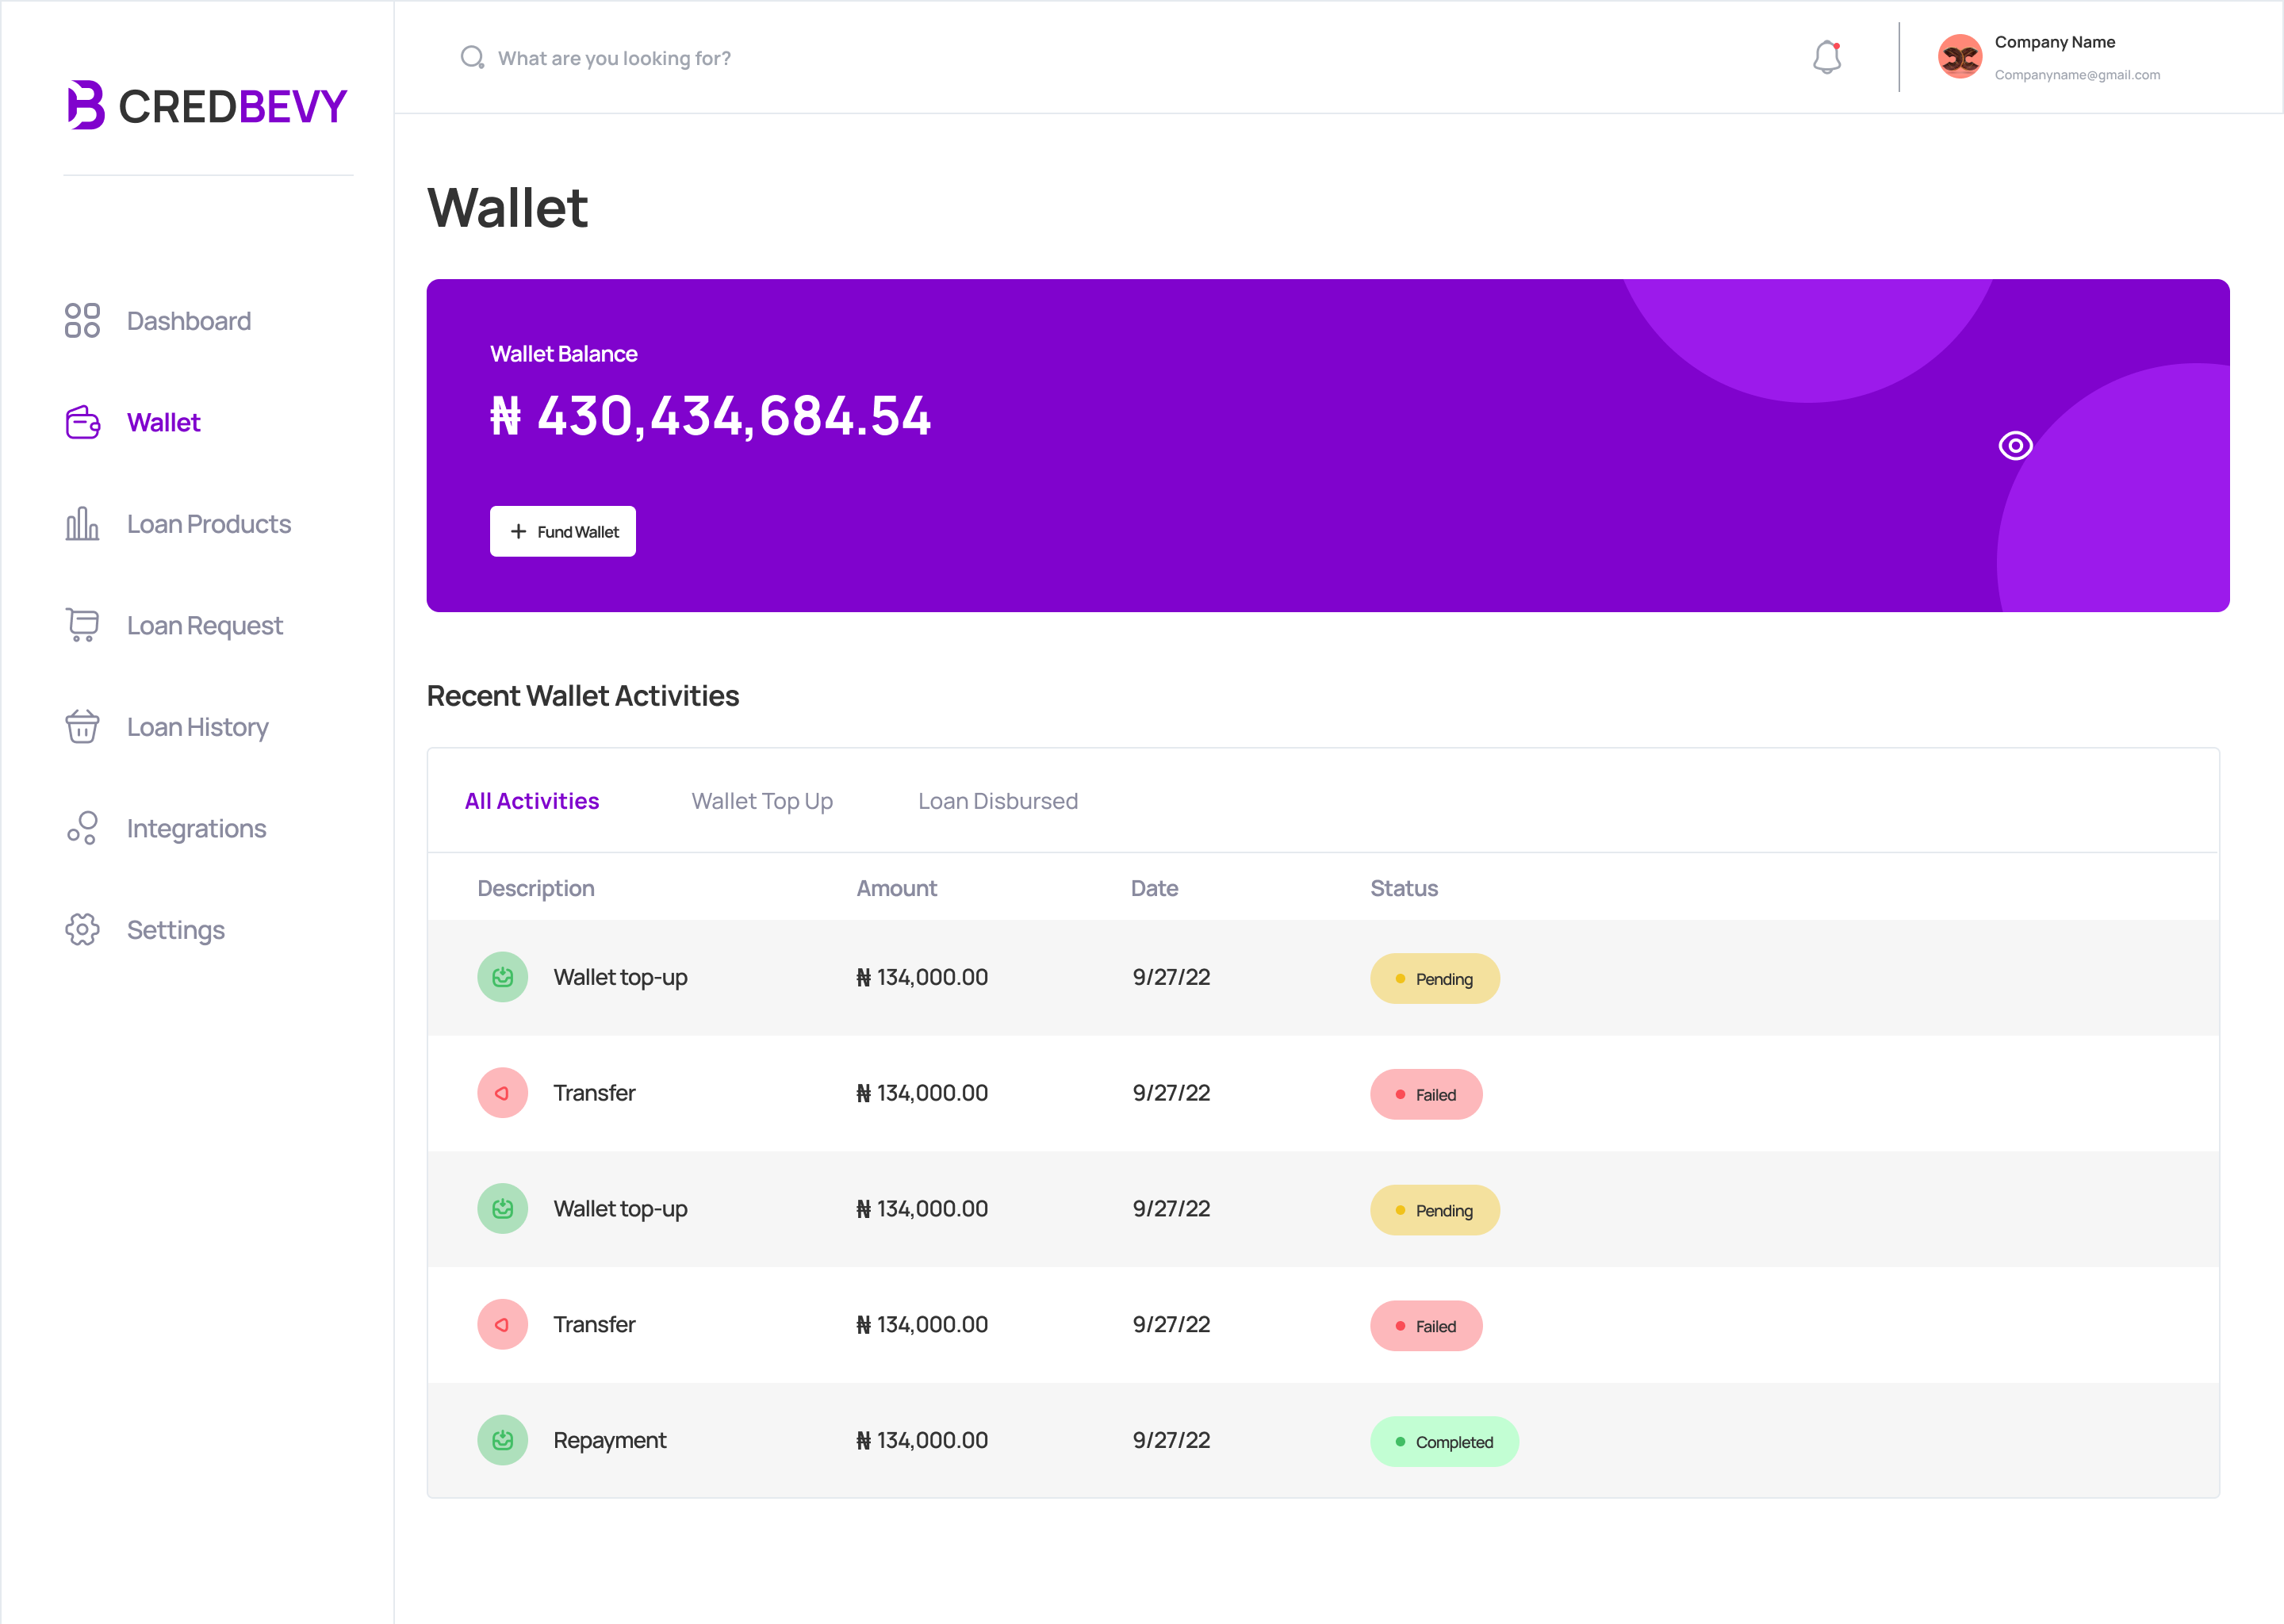 CREDBEVY
What are you looking for?
Company Name
Companyname@gmail.com
Dashboard
Wallet
Loan Products
Loan Request
Loan History
Integrations
Settings
Wallet
Wallet Balance
₦ 430,434,684.54
Fund Wallet
Recent Wallet Activities
All Activities Wallet Top Up Loan Disbursed
Description Amount Date Status
Wallet top-up ₦ 134,000.00 9/27/22 Pending
Transfer ₦ 134,000.00 9/27/22 Failed
Wallet top-up ₦ 134,000.00 9/27/22 Pending
Transfer ₦ 134,000.00 9/27/22 Failed
Repayment ₦ 134,000.00 9/27/22 Completed